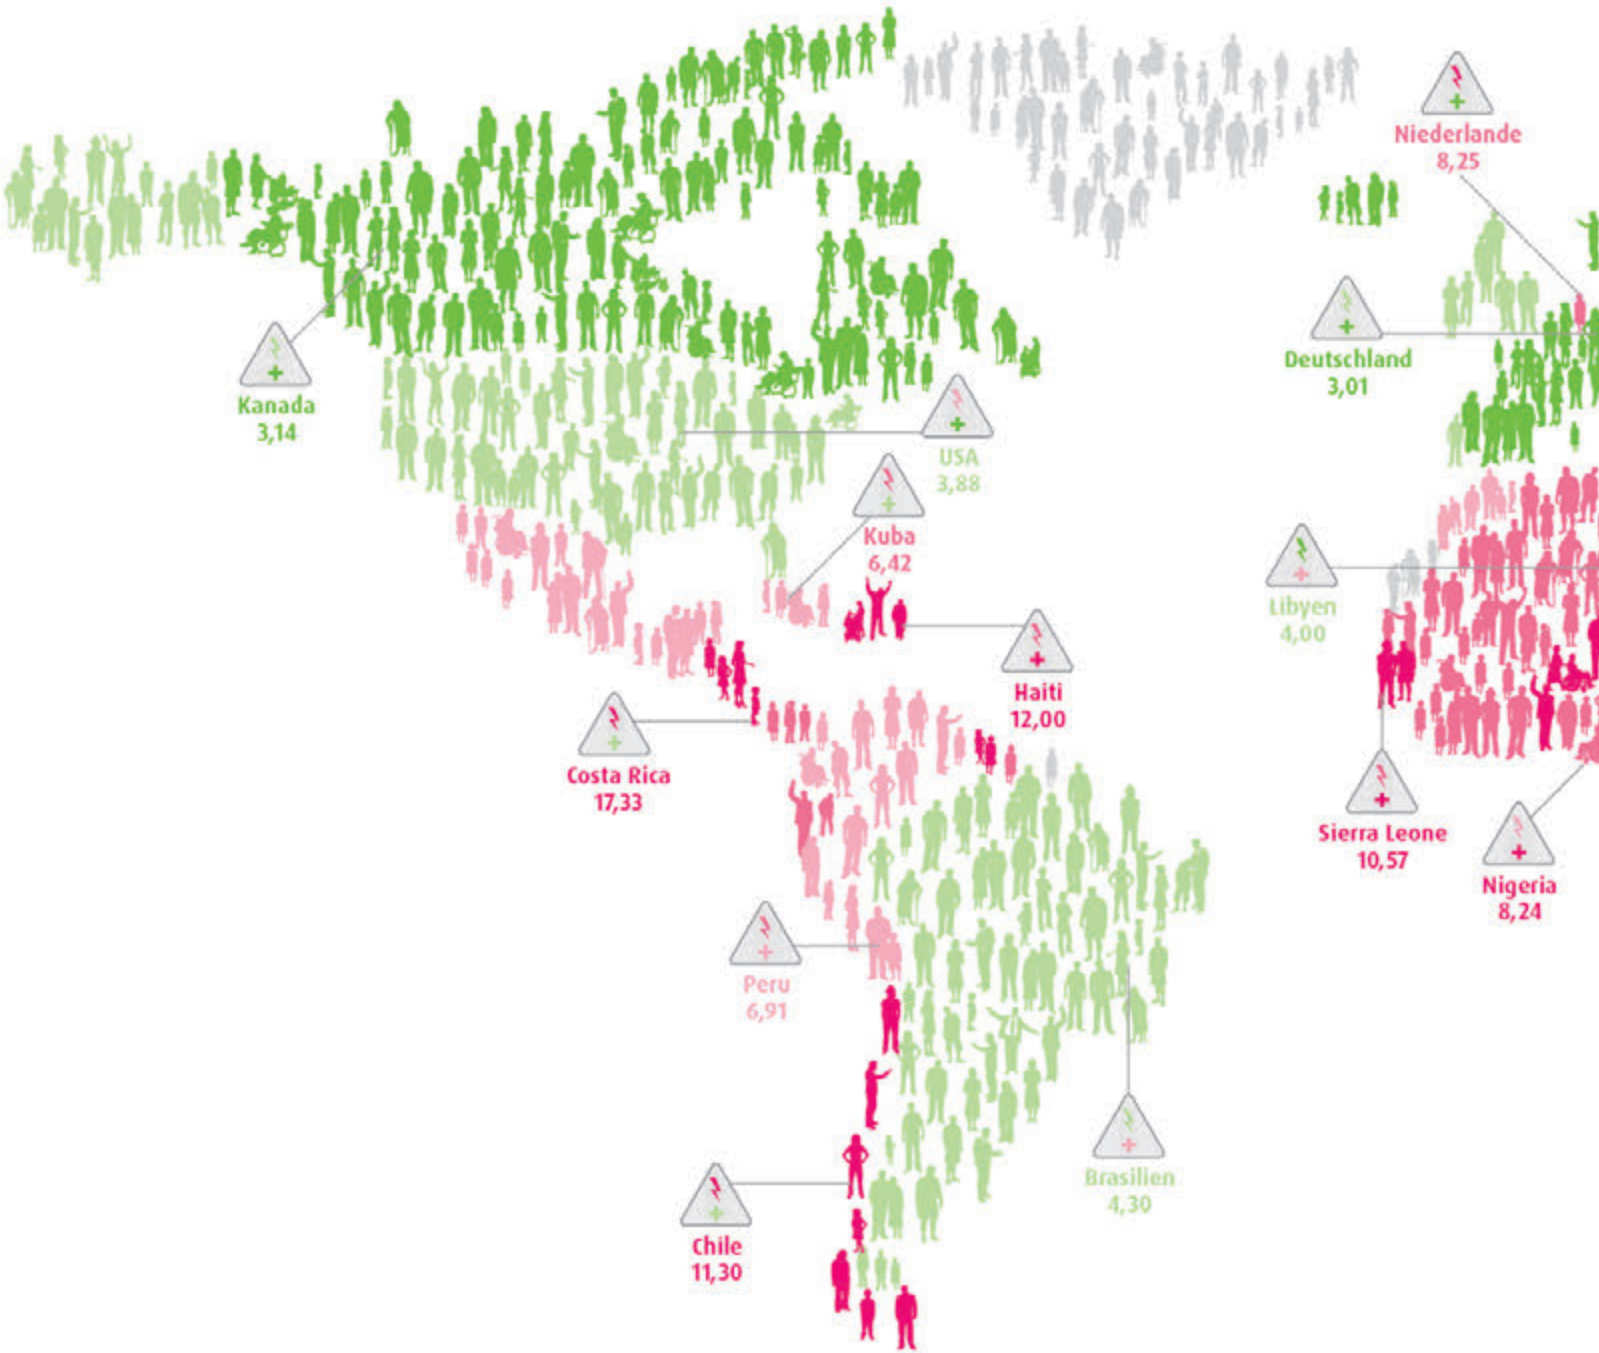 Niederlande
8,25
Deutschland
3,01
Kanada
3,14
USA
3,88
Kuba
6,42
Libyen
4,00
Haiti
12,00
Costa Rica
17,33
Sierra Leone
10,57
Nigeria
8,24
Peru
6,91
Brasilien
4,30
Chile
11,30